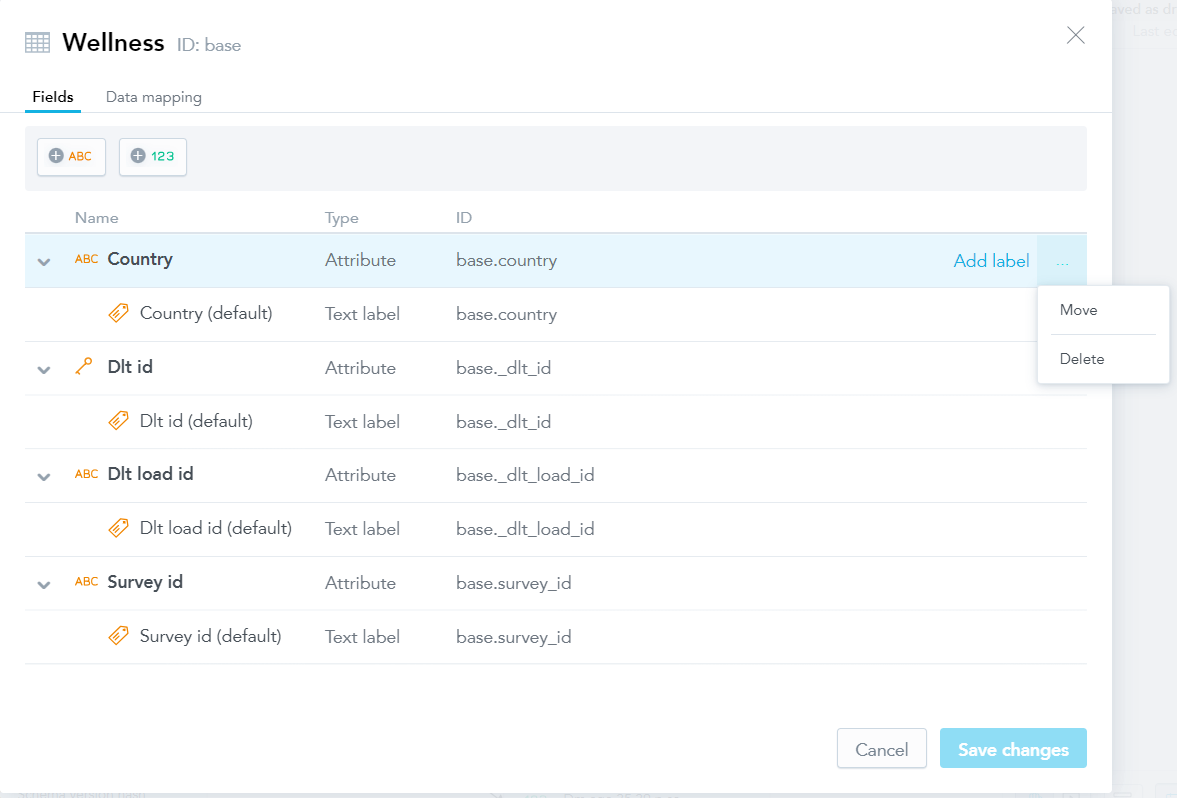 Wellness ID: base
Fields Data mapping
ABC 123
Name Type ID
ABC Country Attribute base.country Add label ...
Move
Country (default) Text label base.country
Delete
Dlt id Attribute base._dlt_id
Dlt id (default) Text label base._dlt_id
ABC Dlt load id Attribute base._dlt_load_id
Dlt load id (default) Text label base._dlt_load_id
ABC Survey id Attribute base.survey_id
Survey id (default) Text label base.survey_id
Cancel Save changes